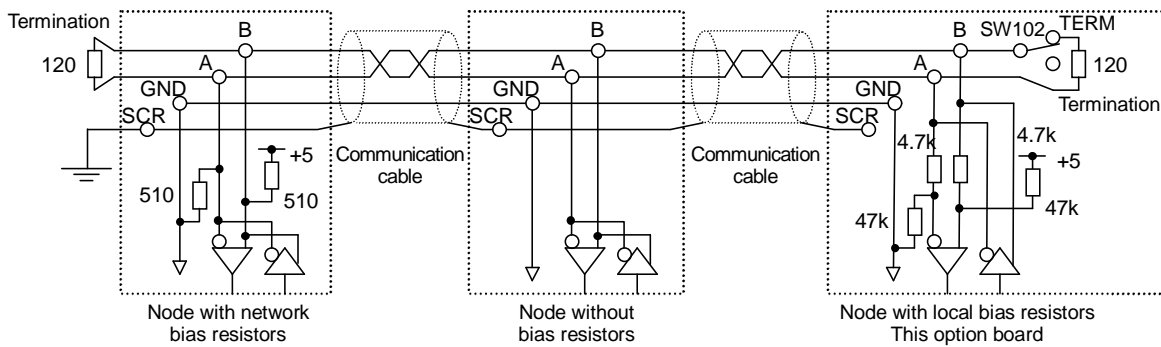 Termination
120
B
A
GND
SCR
+5
510
510
Node with network
bias resistors
Communication
cable
B
A
GND
SCR
Node without
bias resistors
Communication
cable
B
SW102
TERM
A
120
GND
Termination
SCR
4.7k
4.7k
+5
47k
47k
Node with local bias resistors
This option board